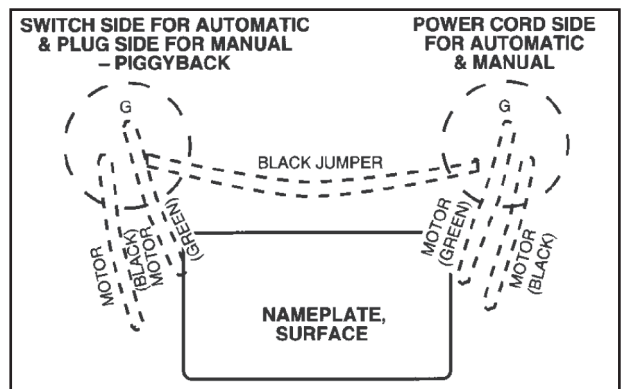 SWITCH SIDE FOR AUTOMATIC
& PLUG SIDE FOR MANUAL
– PIGGYBACK
POWER CORD SIDE
FOR AUTOMATIC
& MANUAL
G
G
BLACK JUMPER
MOTOR
(BLACK)
MOTOR
(GREEN)
MOTOR
(GREEN)
MOTOR
(BLACK)
NAMEPLATE,
SURFACE